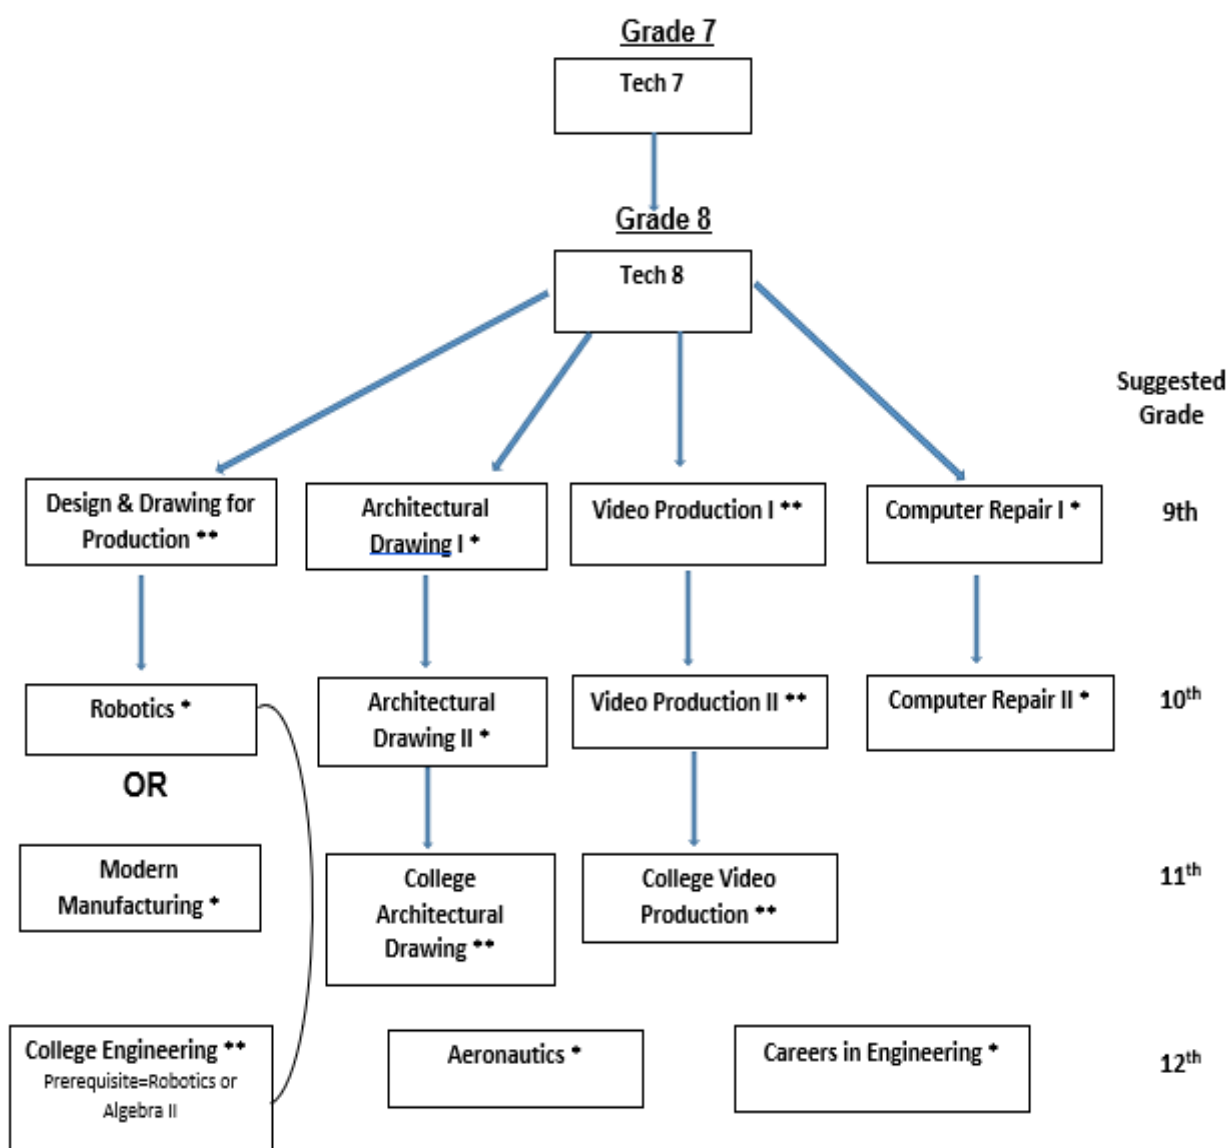 Grade 7
Tech 7
Grade 8
Tech 8
Suggested
Grade
Design & Drawing for
Production **
Architectural
Drawing I *
Video Production I **
Computer Repair I *
9th
Robotics *
Architectural
Drawing II *
Video Production II **
Computer Repair II *
10th
OR
Modern
Manufacturing *
College
Architectural
Drawing **
College Video
Production **
11th
College Engineering **
Prerequisite=Robotics or
Algebra II
Aeronautics *
Careers in Engineering *
12th